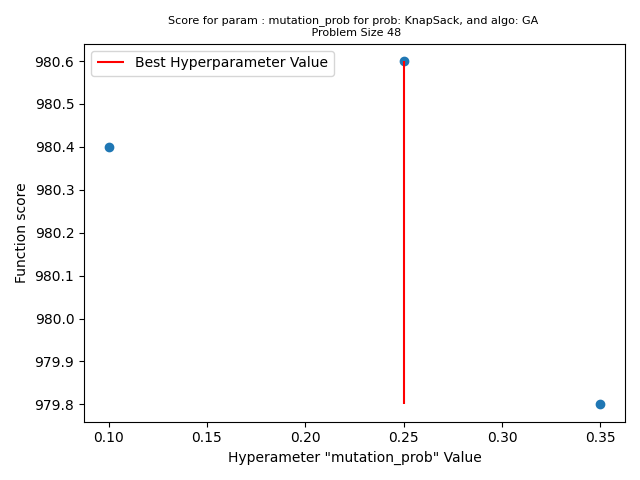 Score for param : mutation_prob for prob: KnapSack, and algo: GA
Problem Size 48
Best Hyperparameter Value
Function score
980.6
980.5
980.4
980.3
980.2
980.1
980.0
979.9
979.8
0.10 0.15 0.20 0.25 0.30 0.35
Hyperameter "mutation_prob" Value